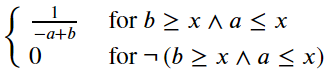 { 1/(-a+b) for b ≥ x ∧ a ≤ x
0 for ¬ (b ≥ x ∧ a ≤ x)